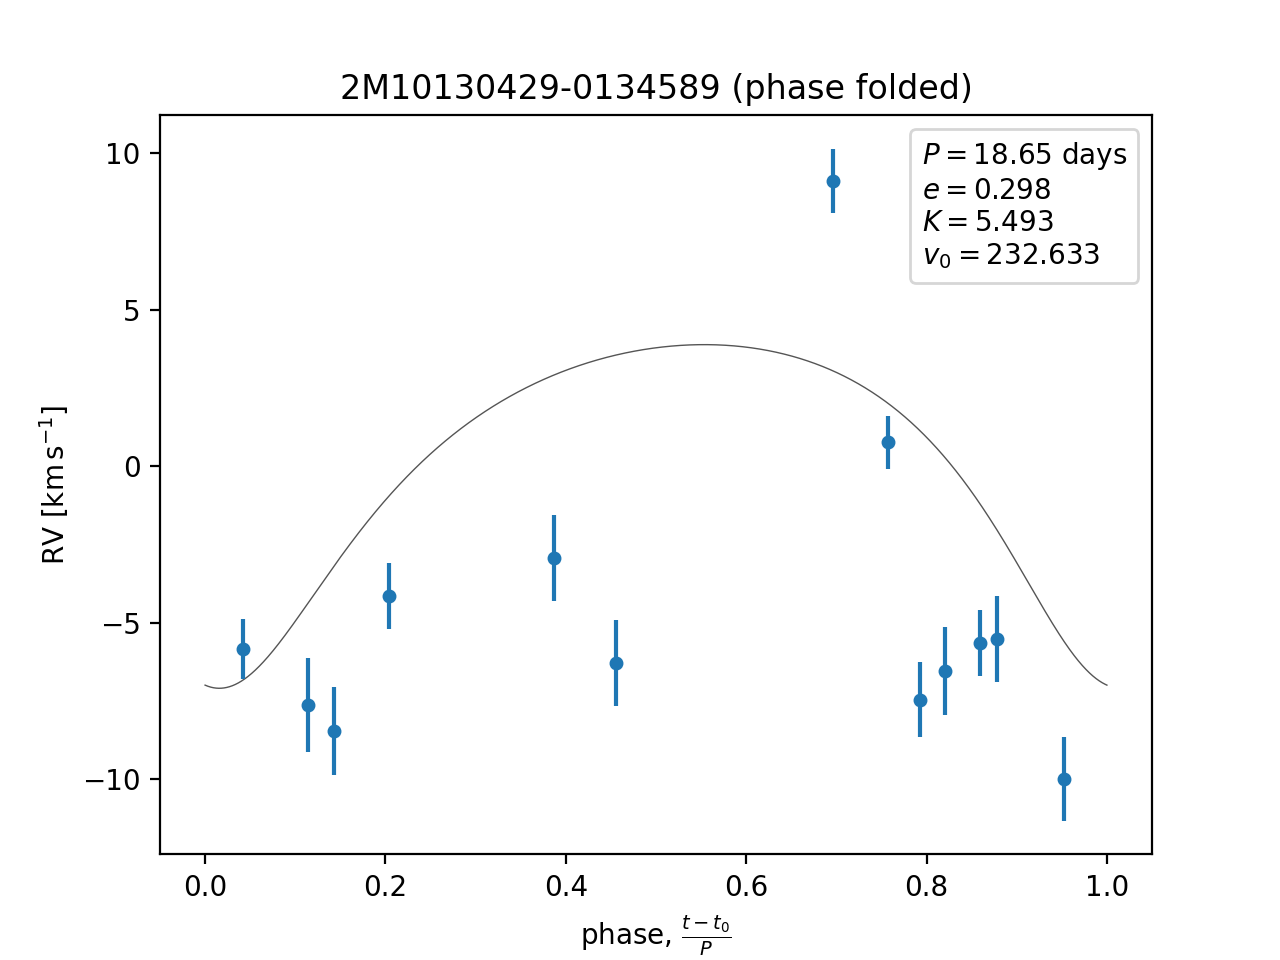 2M10130429-0134589 (phase folded)
P = 18.65 days
e = 0.298
K = 5.493
v₀ = 232.633
10
5
0
−5
−10
RV [km s⁻¹]
0.0 0.2 0.4 0.6 0.8 1.0
phase, (t − t₀)/P